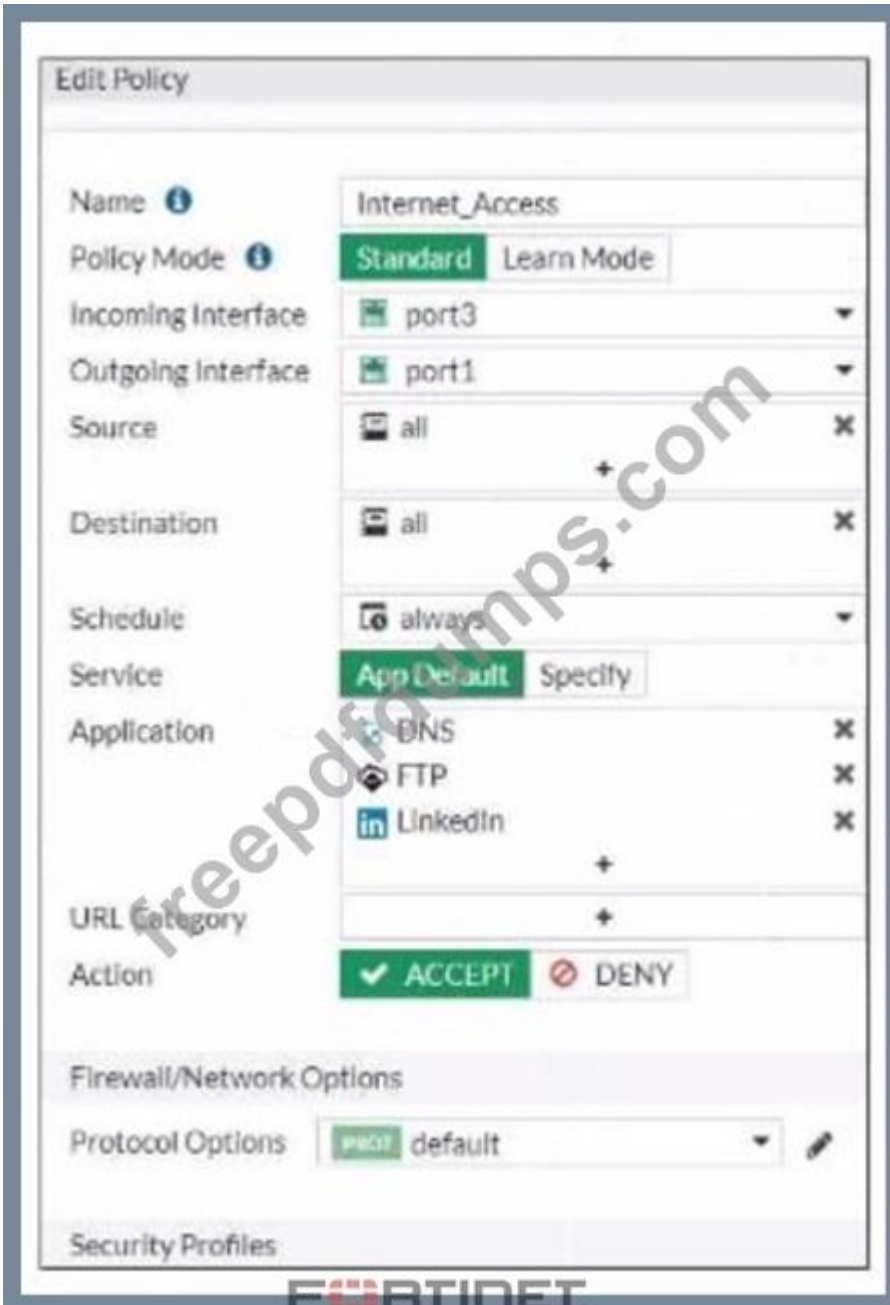 Edit Policy
Name
Internet_Access
Policy Mode
Standard Learn Mode
Incoming Interface
port3
Outgoing Interface
port1
Source
all
+
Destination
all
+
Schedule
always
Service
App Default Specify
Application
DNS
FTP
in LinkedIn
+
URL Category
+
Action
ACCEPT DENY
Firewall/Network Options
Protocol Options
PROT default
Security Profiles
freepdfdumps.com
FORTINET